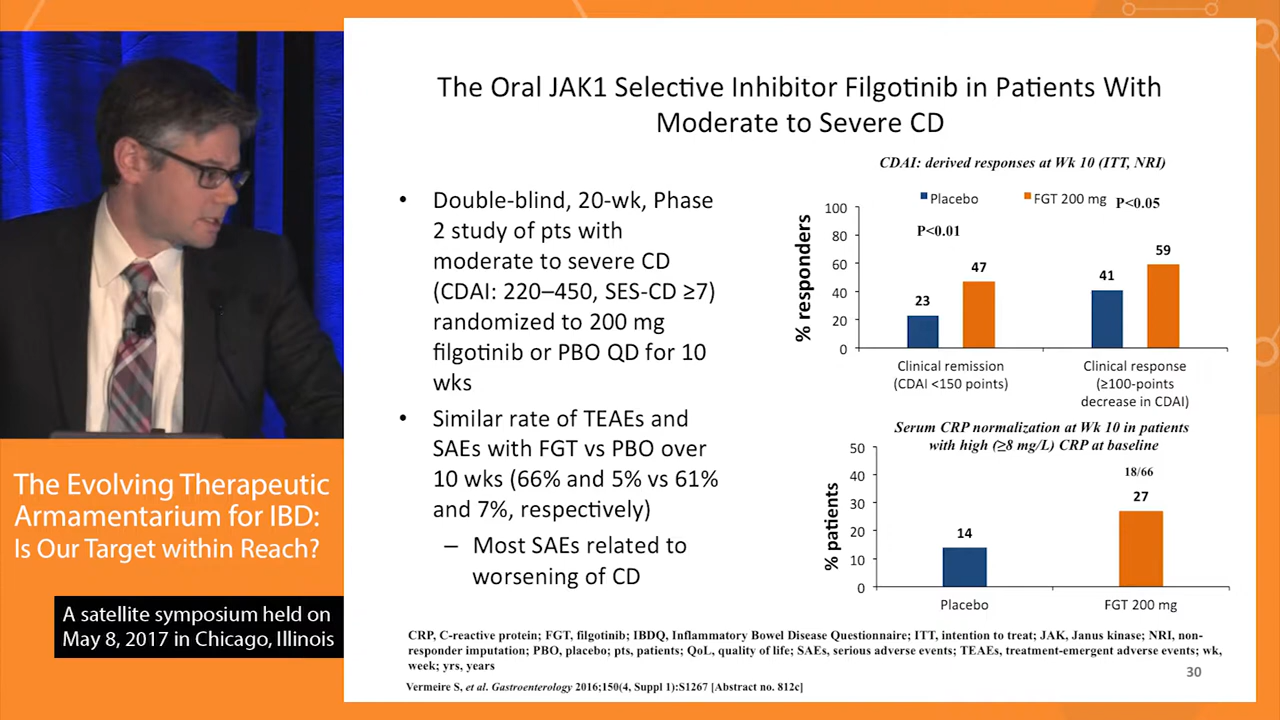 The Oral JAK1 Selective Inhibitor Filgotinib in Patients With
Moderate to Severe CD
• Double-blind, 20-wk, Phase
2 study of pts with
moderate to severe CD
(CDAI: 220–450, SES-CD ≥7)
randomized to 200 mg
filgotinib or PBO QD for 10
wks
• Similar rate of TEAEs and
SAEs with FGT vs PBO over
10 wks (66% and 5% vs 61%
and 7%, respectively)
– Most SAEs related to
worsening of CD
CDAI: derived responses at Wk 10 (ITT, NRI)
Placebo
FGT 200 mg
P<0.05
P<0.01
% responders
100
80
60
40
20
0
23
47
41
59
Clinical remission
(CDAI <150 points)
Clinical response
(≥100-points
decrease in CDAI)
Serum CRP normalization at Wk 10 in patients
with high (≥8 mg/L) CRP at baseline
% patients
50
40
30
20
10
0
14
18/66
27
Placebo
FGT 200 mg
CRP, C-reactive protein; FGT, filgotinib; IBDQ, Inflammatory Bowel Disease Questionnaire; ITT, intention to treat; JAK, Janus kinase; NRI, non-
responder imputation; PBO, placebo; pts, patients; QoL, quality of life; SAEs, serious adverse events; TEAEs, treatment-emergent adverse events; wk,
week; yrs, years
Vermeire S, et al. Gastroenterology 2016;150(4, Suppl 1):S1267 [Abstract no. 812c]
30
The Evolving Therapeutic
Armamentarium for IBD:
Is Our Target within Reach?
A satellite symposium held on
May 8, 2017 in Chicago, Illinois